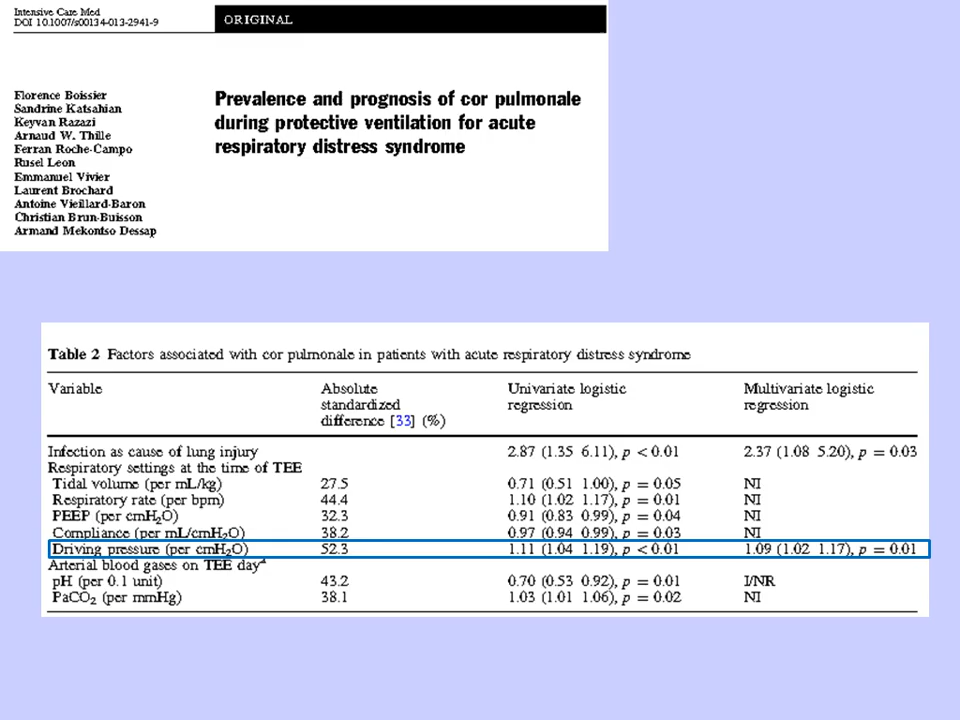 Intensive Care Med
DOI 10.1007/s00134-013-2941-9
ORIGINAL
Florence Boissier
Sandrine Katsahian
Keyvan Razazi
Arnaud W. Thille
Ferran Roche-Campo
Rusel Leon
Emmanuel Vivier
Laurent Brochard
Antoine Vieillard-Baron
Christian Brun-Buisson
Armand Mekontso Dessap
Prevalence and prognosis of cor pulmonale
during protective ventilation for acute
respiratory distress syndrome
Table 2 Factors associated with cor pulmonale in patients with acute respiratory distress syndrome
Variable Absolute standardized difference [33] (%) Univariate logistic regression Multivariate logistic regression
Infection as cause of lung injury 2.87 (1.35 6.11), p < 0.01 2.37 (1.08 5.20), p = 0.03
Respiratory settings at the time of TEE
Tidal volume (per mL/kg) 27.5 0.71 (0.51 1.00), p = 0.05 NI
Respiratory rate (per bpm) 44.4 1.10 (1.02 1.17), p = 0.01 NI
PEEP (per cmH2O) 32.3 0.91 (0.83 0.99), p = 0.04 NI
Compliance (per mL/cmH2O) 38.2 0.97 (0.94 0.99), p = 0.03 NI
Driving pressure (per cmH2O) 52.3 1.11 (1.04 1.19), p < 0.01 1.09 (1.02 1.17), p = 0.01
Arterial blood gases on TEE day
pH (per 0.1 unit) 43.2 0.70 (0.53 0.92), p = 0.01 I/NR
PaCO2 (per mmHg) 38.1 1.03 (1.01 1.06), p = 0.02 NI